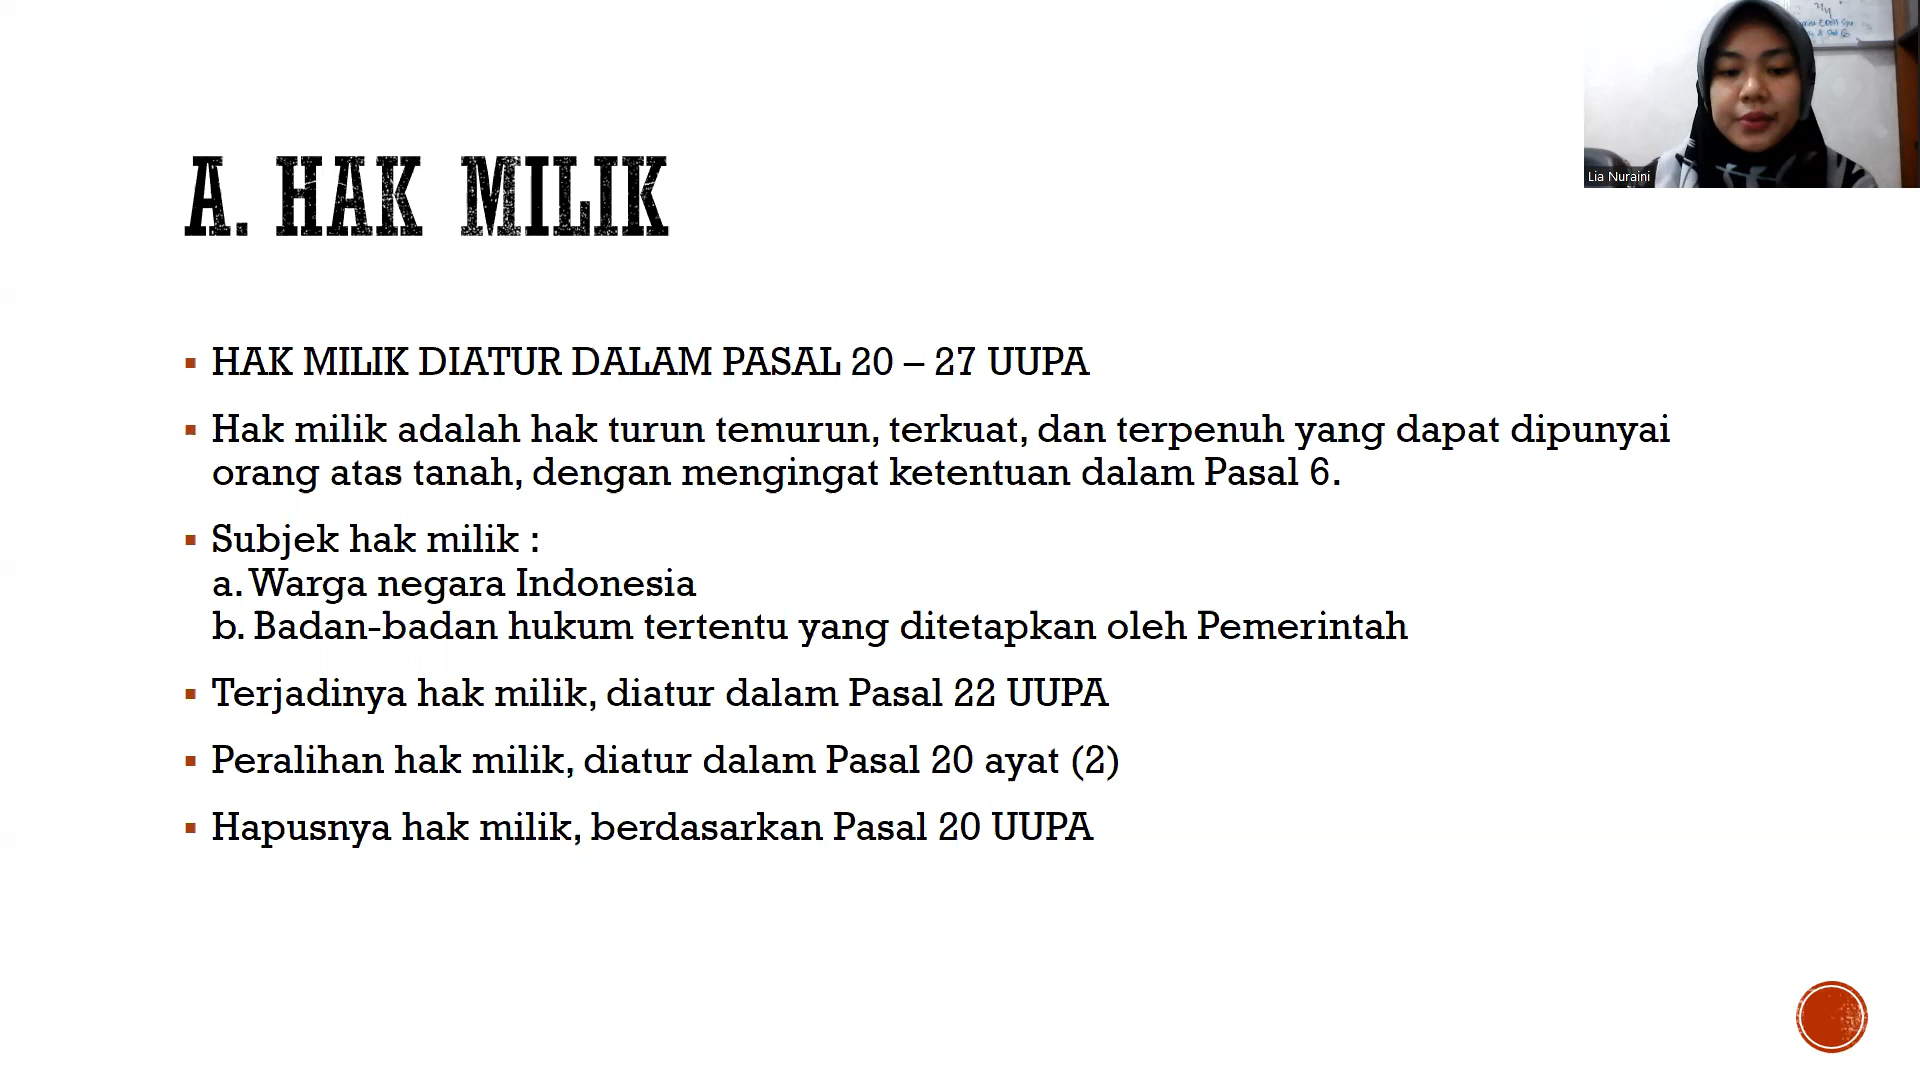 A. HAK MILIK
HAK MILIK DIATUR DALAM PASAL 20 – 27 UUPA
Hak milik adalah hak turun temurun, terkuat, dan terpenuh yang dapat dipunyai
orang atas tanah, dengan mengingat ketentuan dalam Pasal 6.
Subjek hak milik :
a. Warga negara Indonesia
b. Badan-badan hukum tertentu yang ditetapkan oleh Pemerintah
Terjadinya hak milik, diatur dalam Pasal 22 UUPA
Peralihan hak milik, diatur dalam Pasal 20 ayat (2)
Hapusnya hak milik, berdasarkan Pasal 20 UUPA
Lia Nuraini